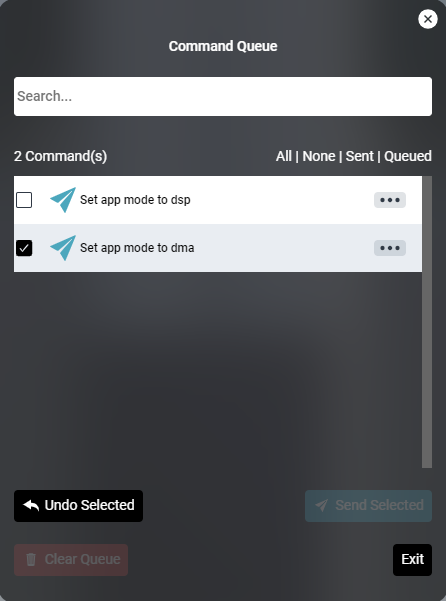 Command Queue
Search...
2 Command(s) All | None | Sent | Queued
Set app mode to dsp
Set app mode to dma
Undo Selected Send Selected
Clear Queue Exit